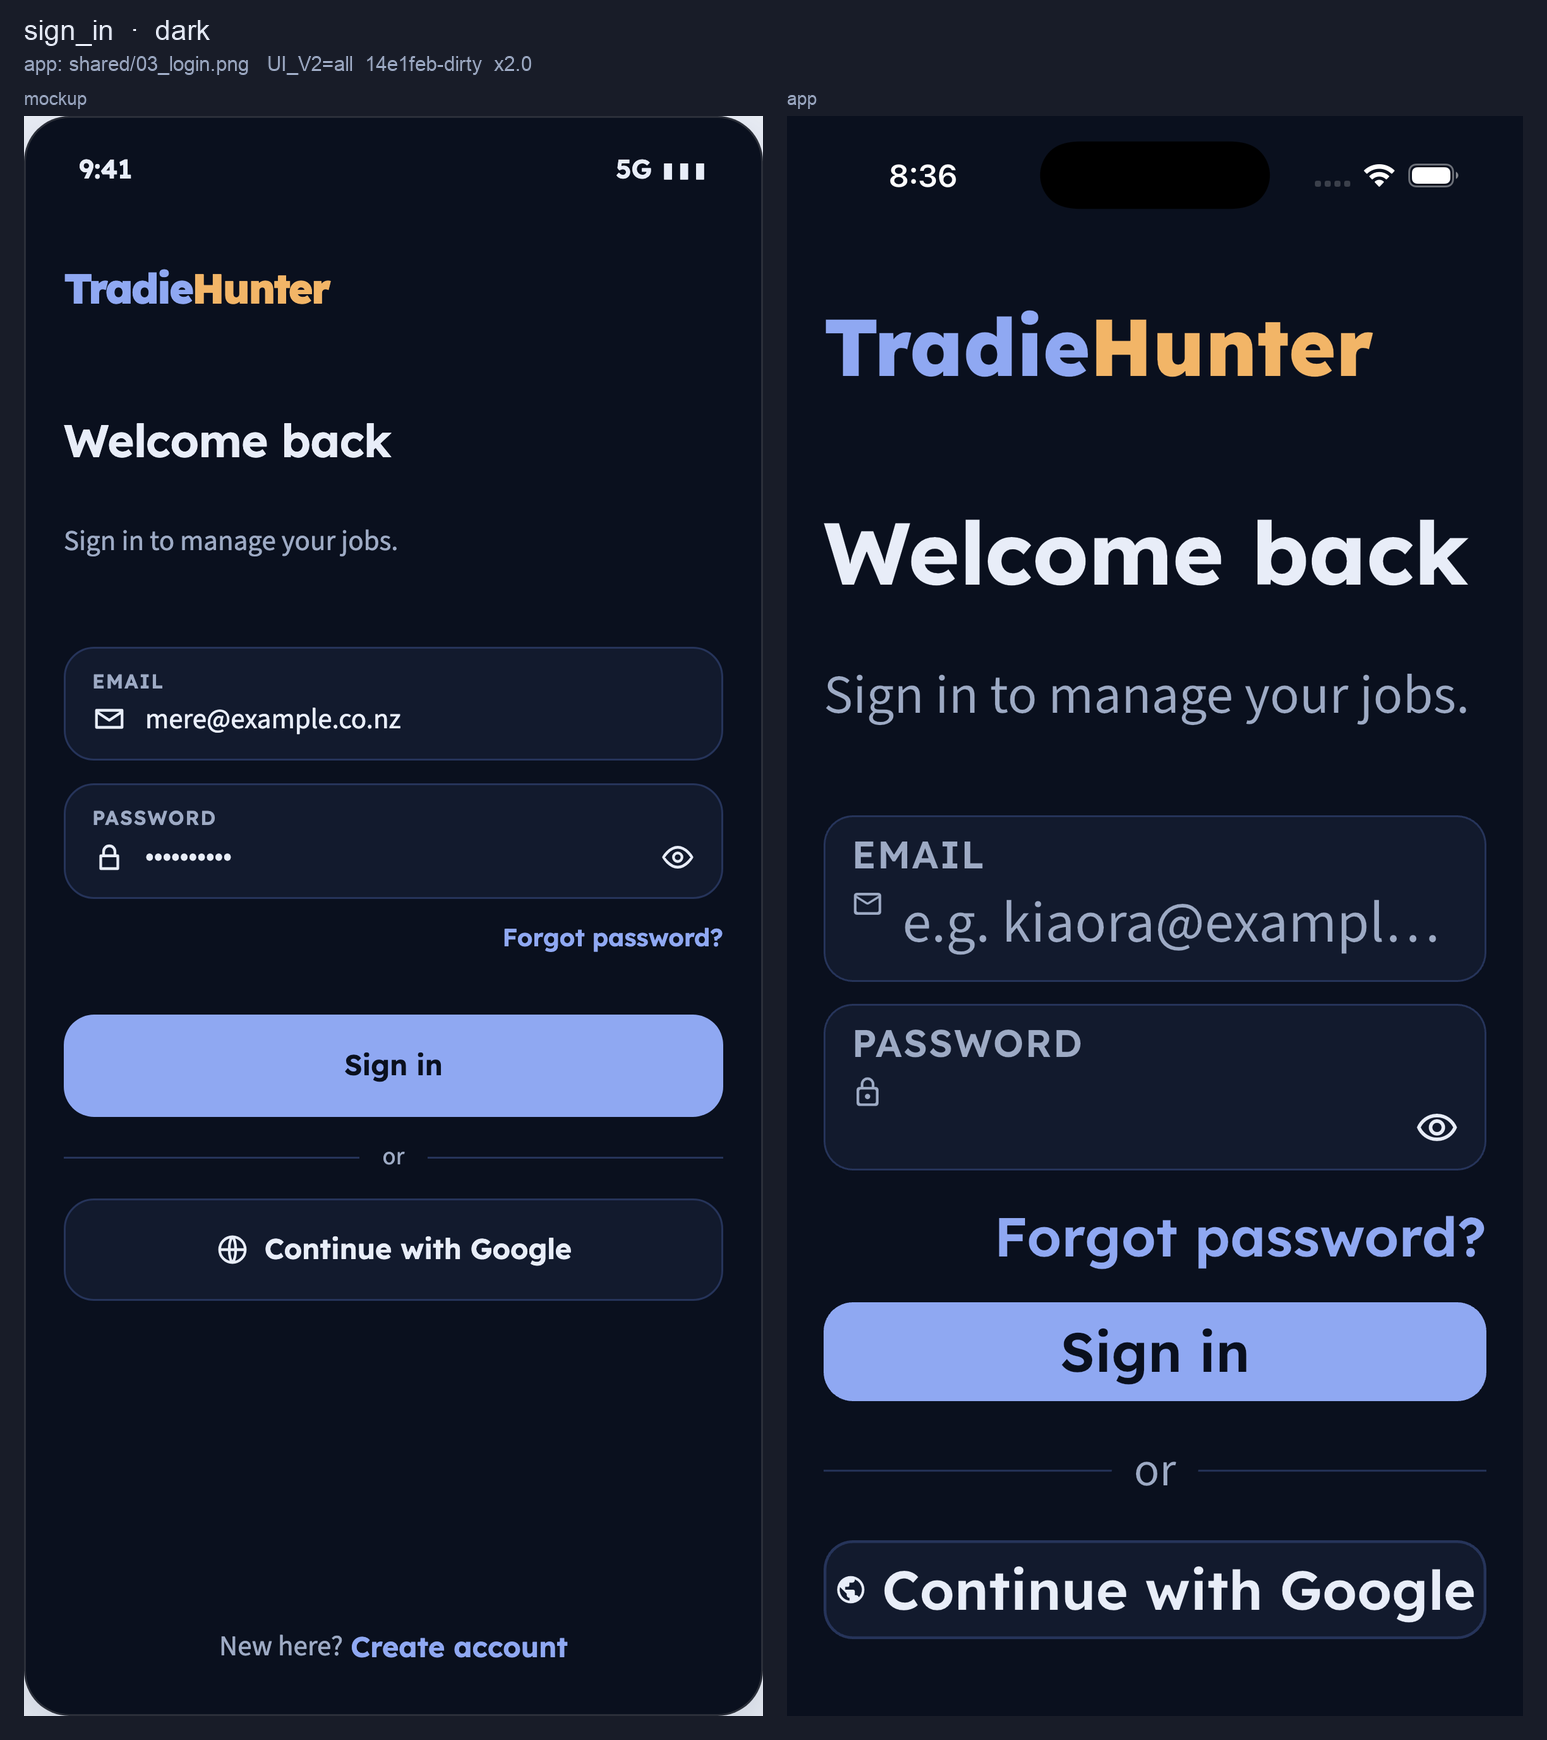 sign_in · dark
app: shared/03_login.png UI_V2=all 14e1feb-dirty x2.0
mockup
9:41
5G
TradieHunter
Welcome back
Sign in to manage your jobs.
EMAIL
mere@example.co.nz
PASSWORD
••••••••••
Forgot password?
Sign in
or
Continue with Google
New here? Create account
app
8:36
TradieHunter
Welcome back
Sign in to manage your jobs.
EMAIL
e.g. kiaora@exampl...
PASSWORD
Forgot password?
Sign in
or
Continue with Google